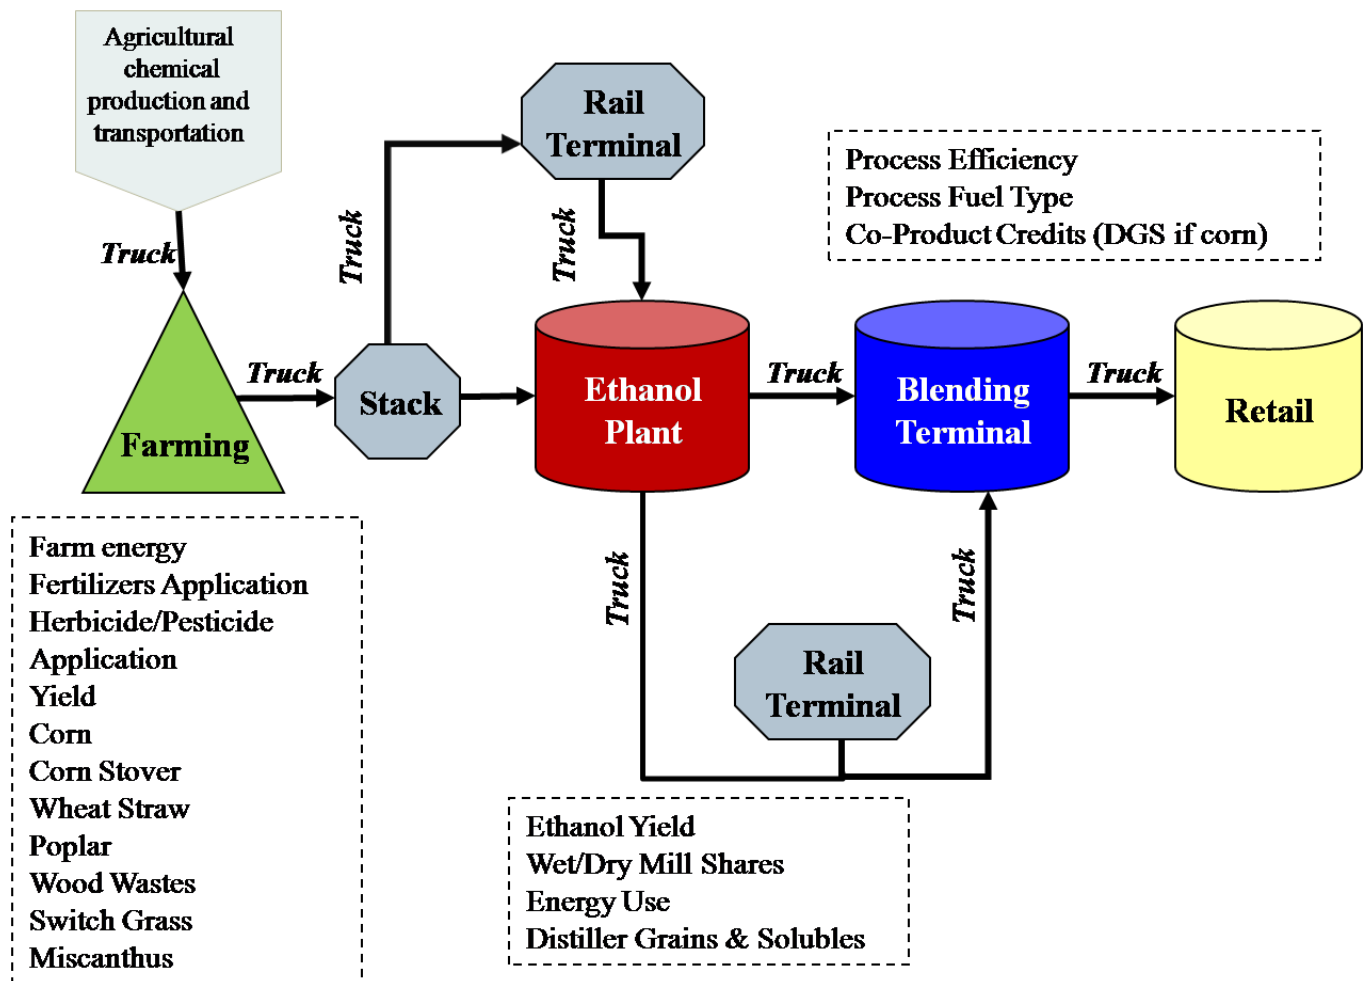 Agricultural
chemical
production and
transportation
Rail
Terminal
Process Efficiency
Process Fuel Type
Co-Product Credits (DGS if corn)
Truck
Truck
Truck
Truck
Farming
Stack
Ethanol
Plant
Truck
Blending
Terminal
Truck
Retail
Farm energy
Fertilizers Application
Herbicide/Pesticide
Application
Yield
Corn
Corn Stover
Wheat Straw
Poplar
Wood Wastes
Switch Grass
Miscanthus
Truck
Truck
Rail
Terminal
Ethanol Yield
Wet/Dry Mill Shares
Energy Use
Distiller Grains & Solubles